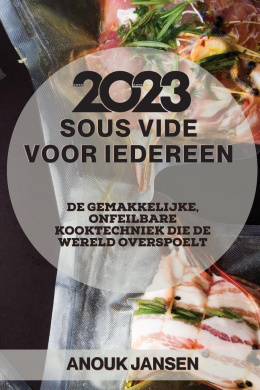 2023
SOUS VIDE
VOOR IEDEREEN
DE GEMAKKELIJKE,
ONFEILBARE
KOOKTECHNIEK DIE DE
WERELD OVERSPOELT
ANOUK JANSEN